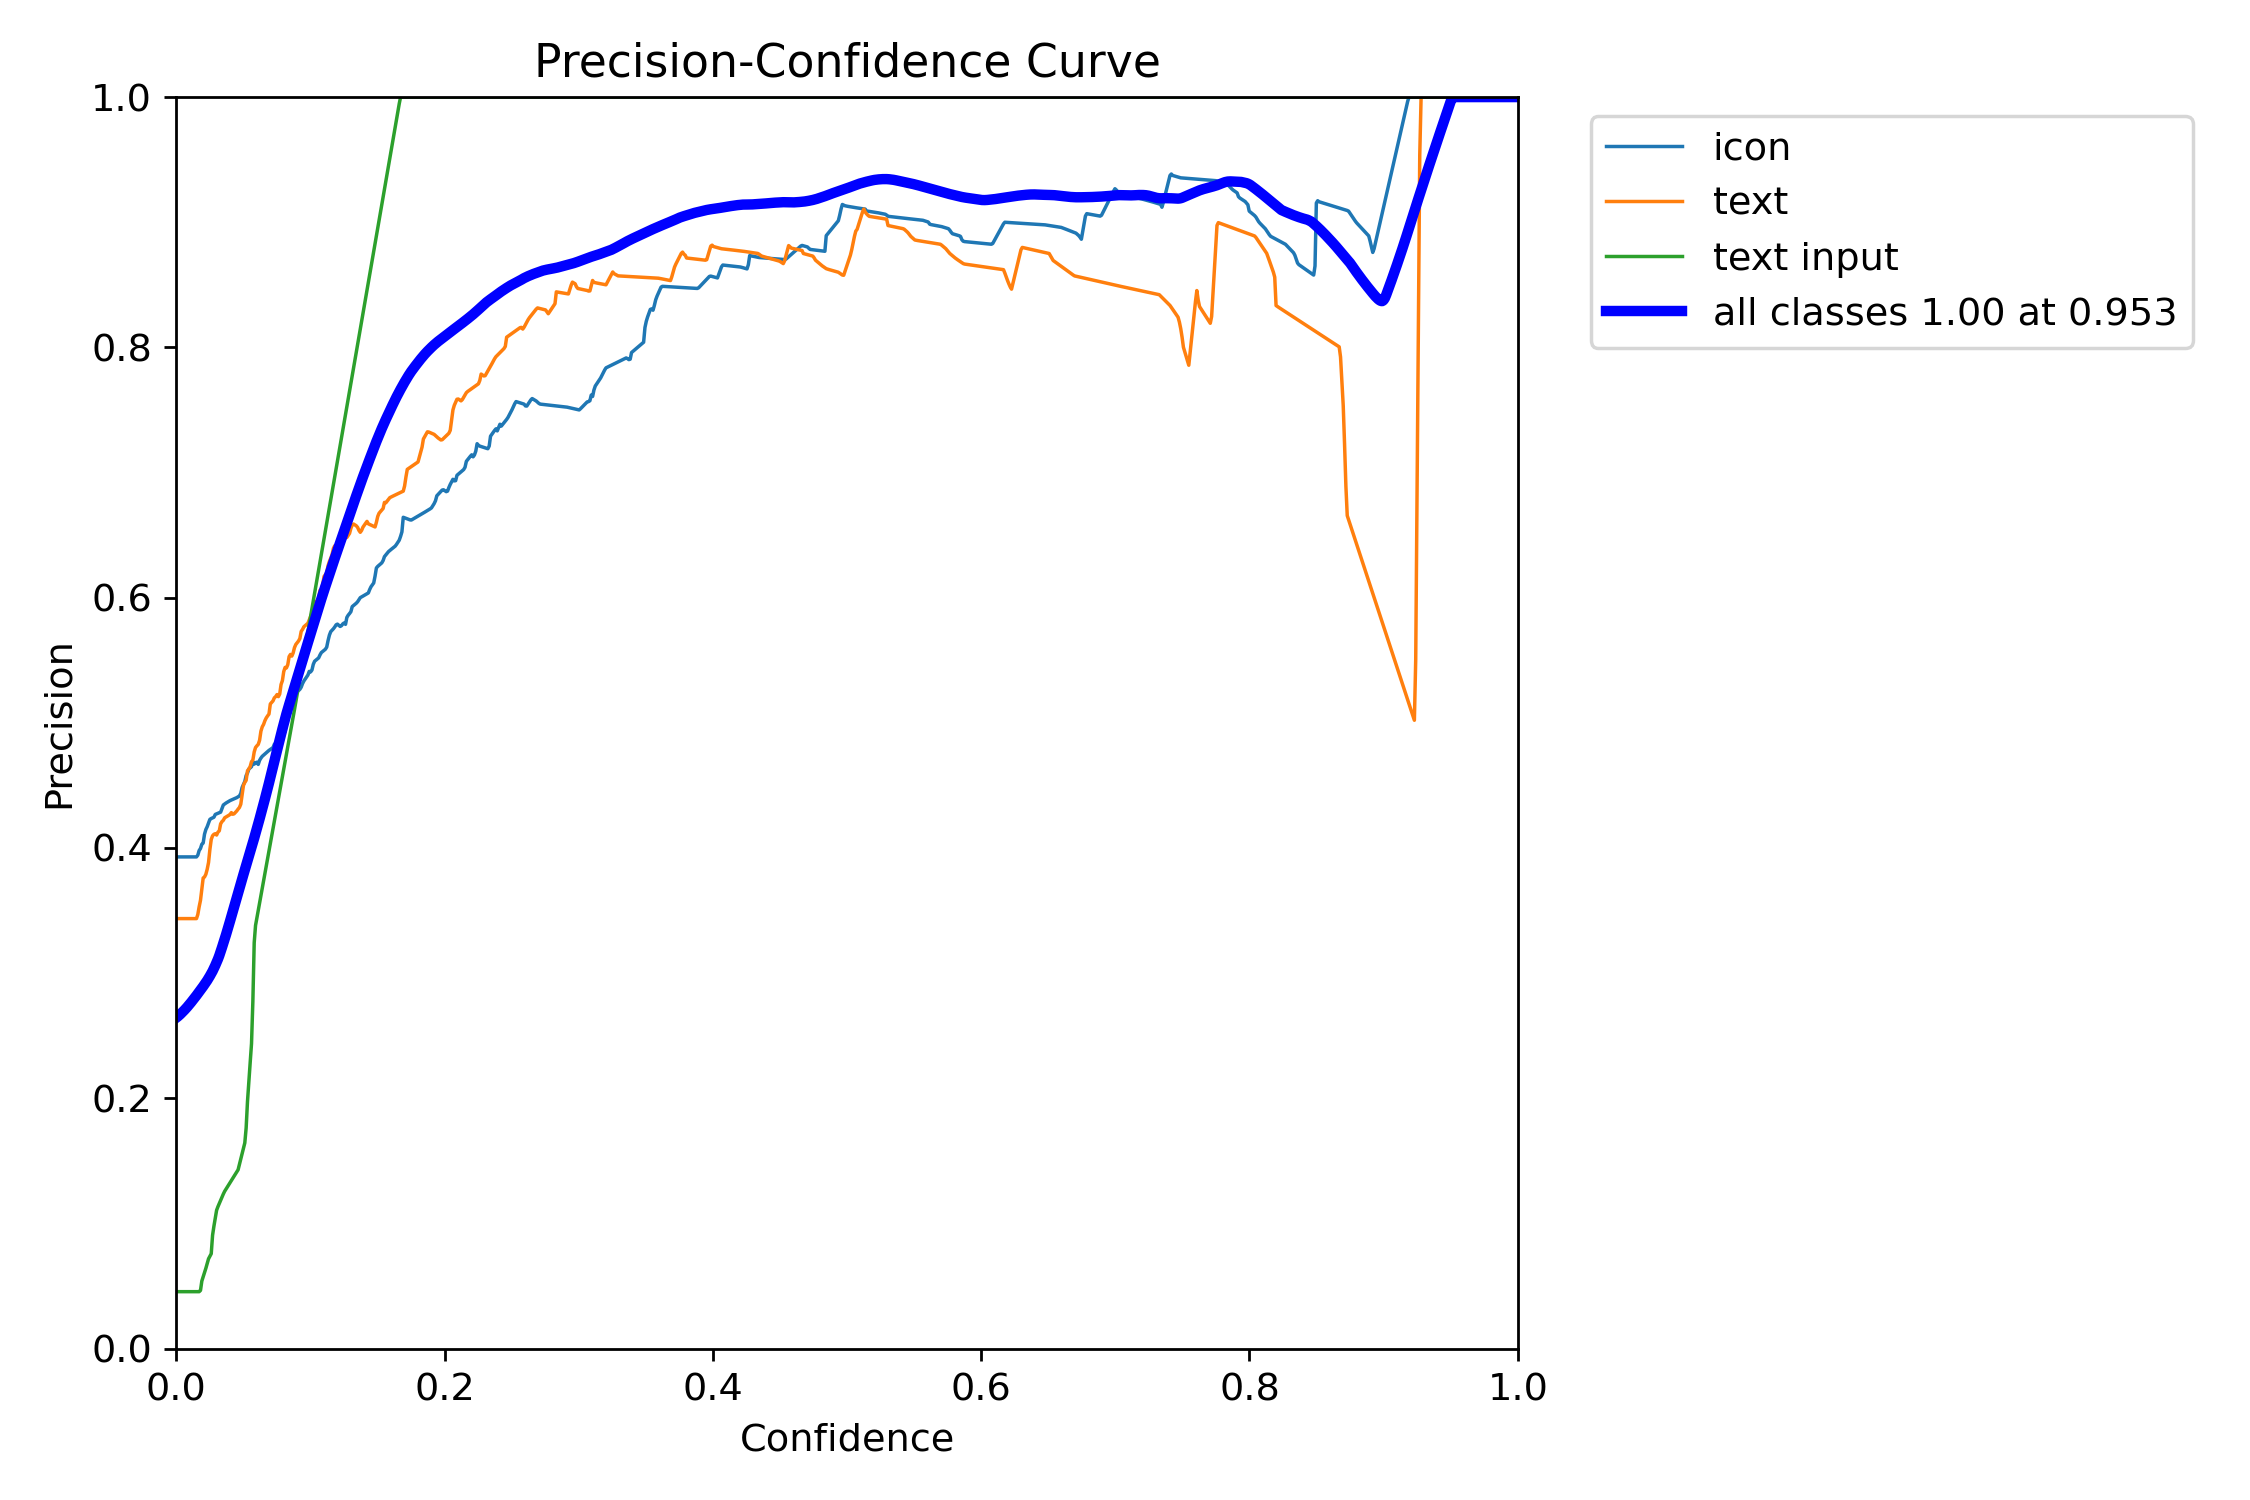 Precision-Confidence Curve
1.0
0.8
0.6
0.4
0.2
0.0
Precision
0.0 0.2 0.4 0.6 0.8 1.0
Confidence
icon
text
text input
all classes 1.00 at 0.953